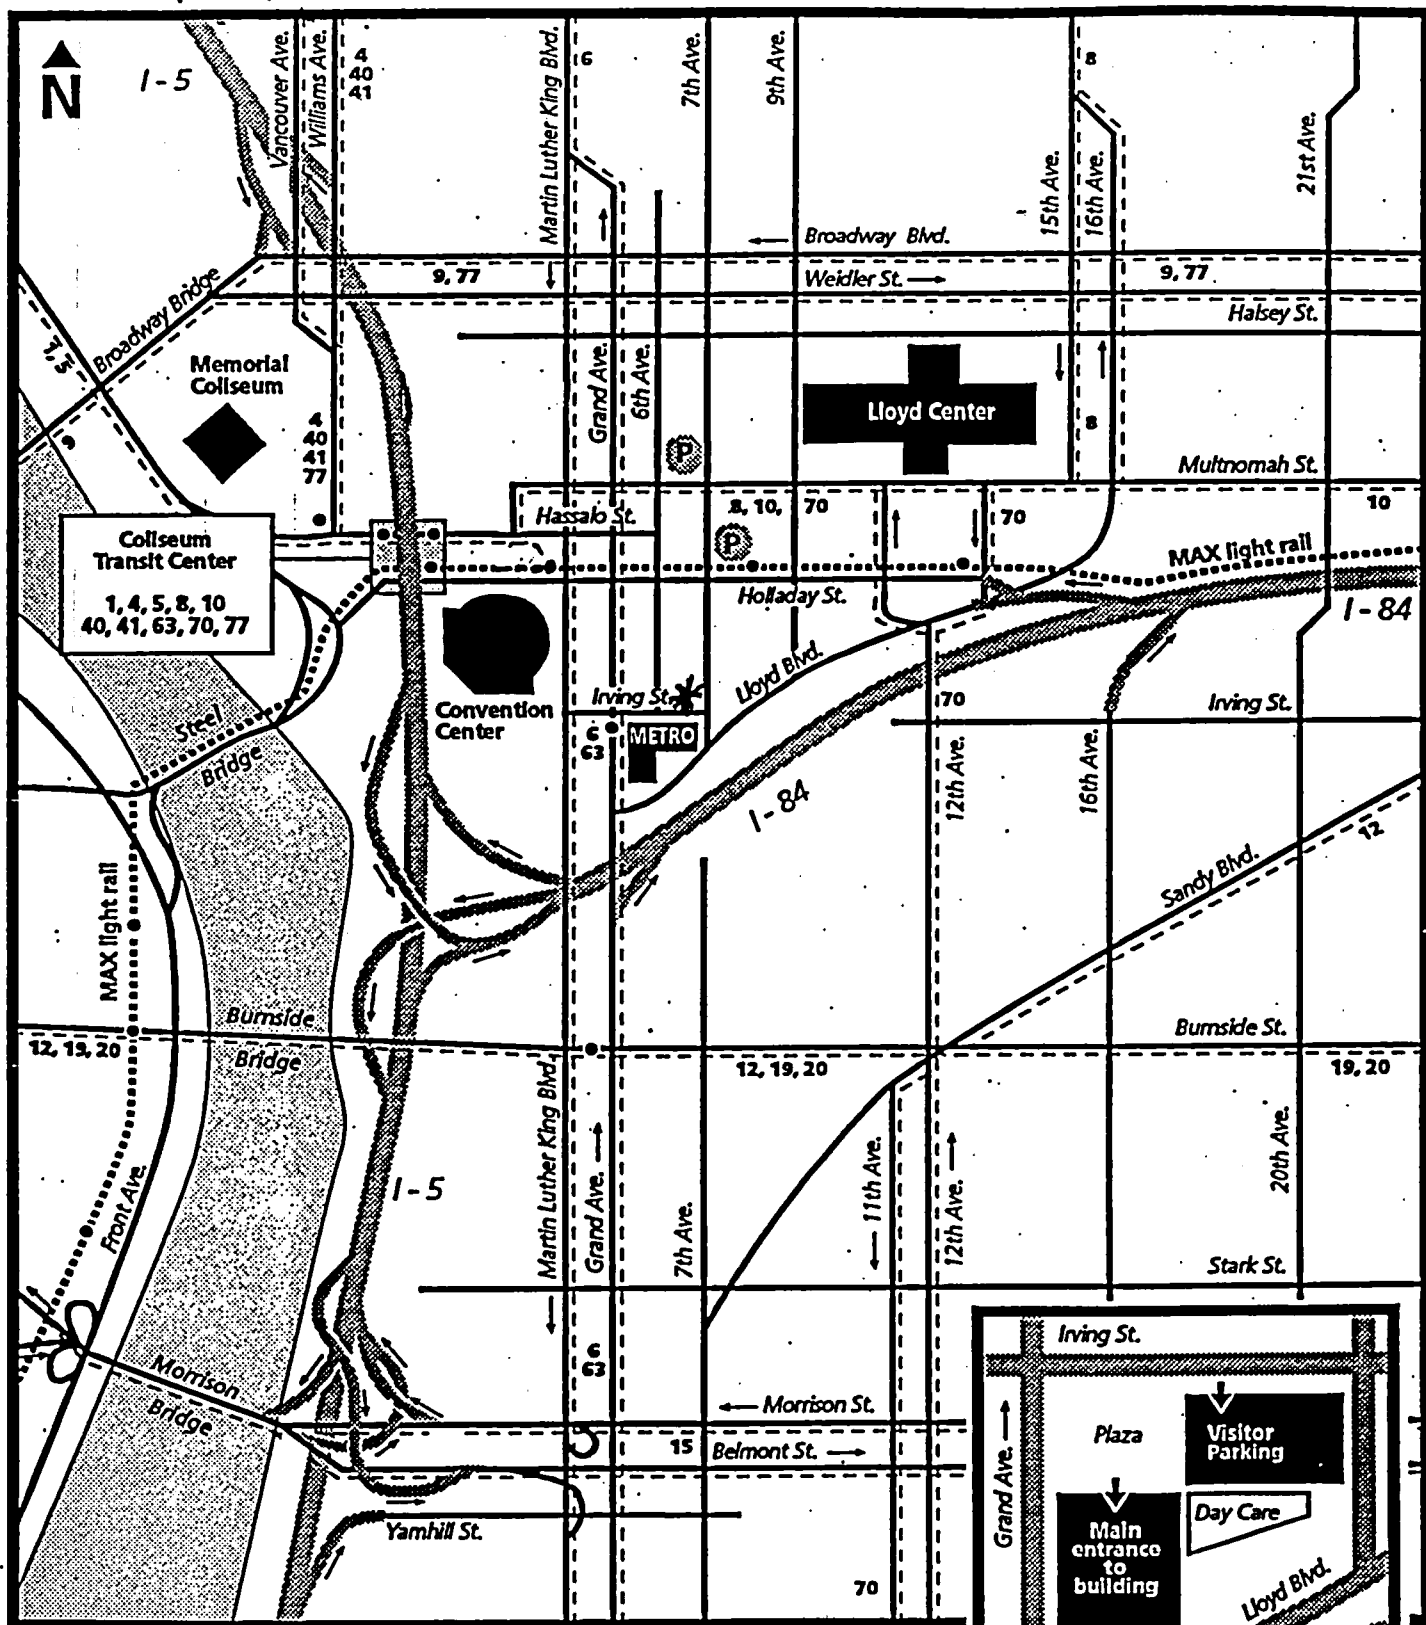 N
I-5
Vancouver Ave.
Williams Ave.
4
40
41
Martin Luther King Blvd.
6
7th Ave.
9th Ave.
8
15th Ave.
16th Ave.
21st Ave.
Broadway Blvd.
9, 77
Weidler St.
9, 77
Halsey St.
Broadway Bridge
1, 5
9
Memorial
Coliseum
4
40
41
77
Grand Ave.
6th Ave.
P
Lloyd Center
8
Multnomah St.
Hassalo St.
8, 10, 70
70
10
P
MAX light rail
Holladay St.
Coliseum
Transit Center
1, 4, 5, 8, 10
40, 41, 63, 70, 77
I-84
Lloyd Blvd.
Convention
Center
Irving St.
METRO
6
63
70
Irving St.
Steel
Bridge
12th Ave.
16th Ave.
I-84
12
Sandy Blvd.
MAX light rail
Burnside
Bridge
12, 19, 20
Burnside St.
12, 19, 20
19, 20
Martin Luther King Blvd.
Grand Ave.
7th Ave.
11th Ave.
12th Ave.
20th Ave.
I-5
Front Ave.
Stark St.
6
63
Morrison
Bridge
Morrison St.
15
Belmont St.
Yamhill St.
70
Irving St.
Grand Ave.
Plaza
Visitor
Parking
Day Care
Main
entrance
to
building
Lloyd Blvd.